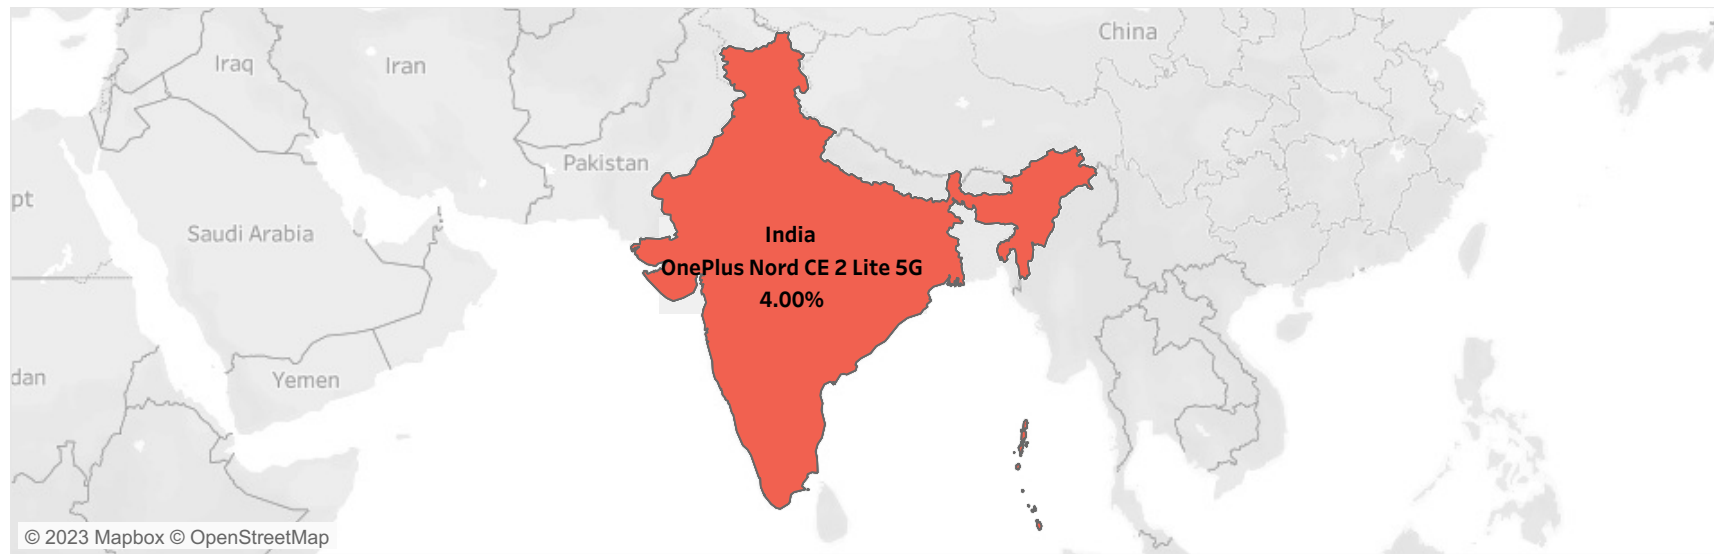 China
Iraq
Iran
Pakistan
pt
Saudi Arabia
India
OnePlus Nord CE 2 Lite 5G
4.00%
dan
Yemen
© 2023 Mapbox © OpenStreetMap